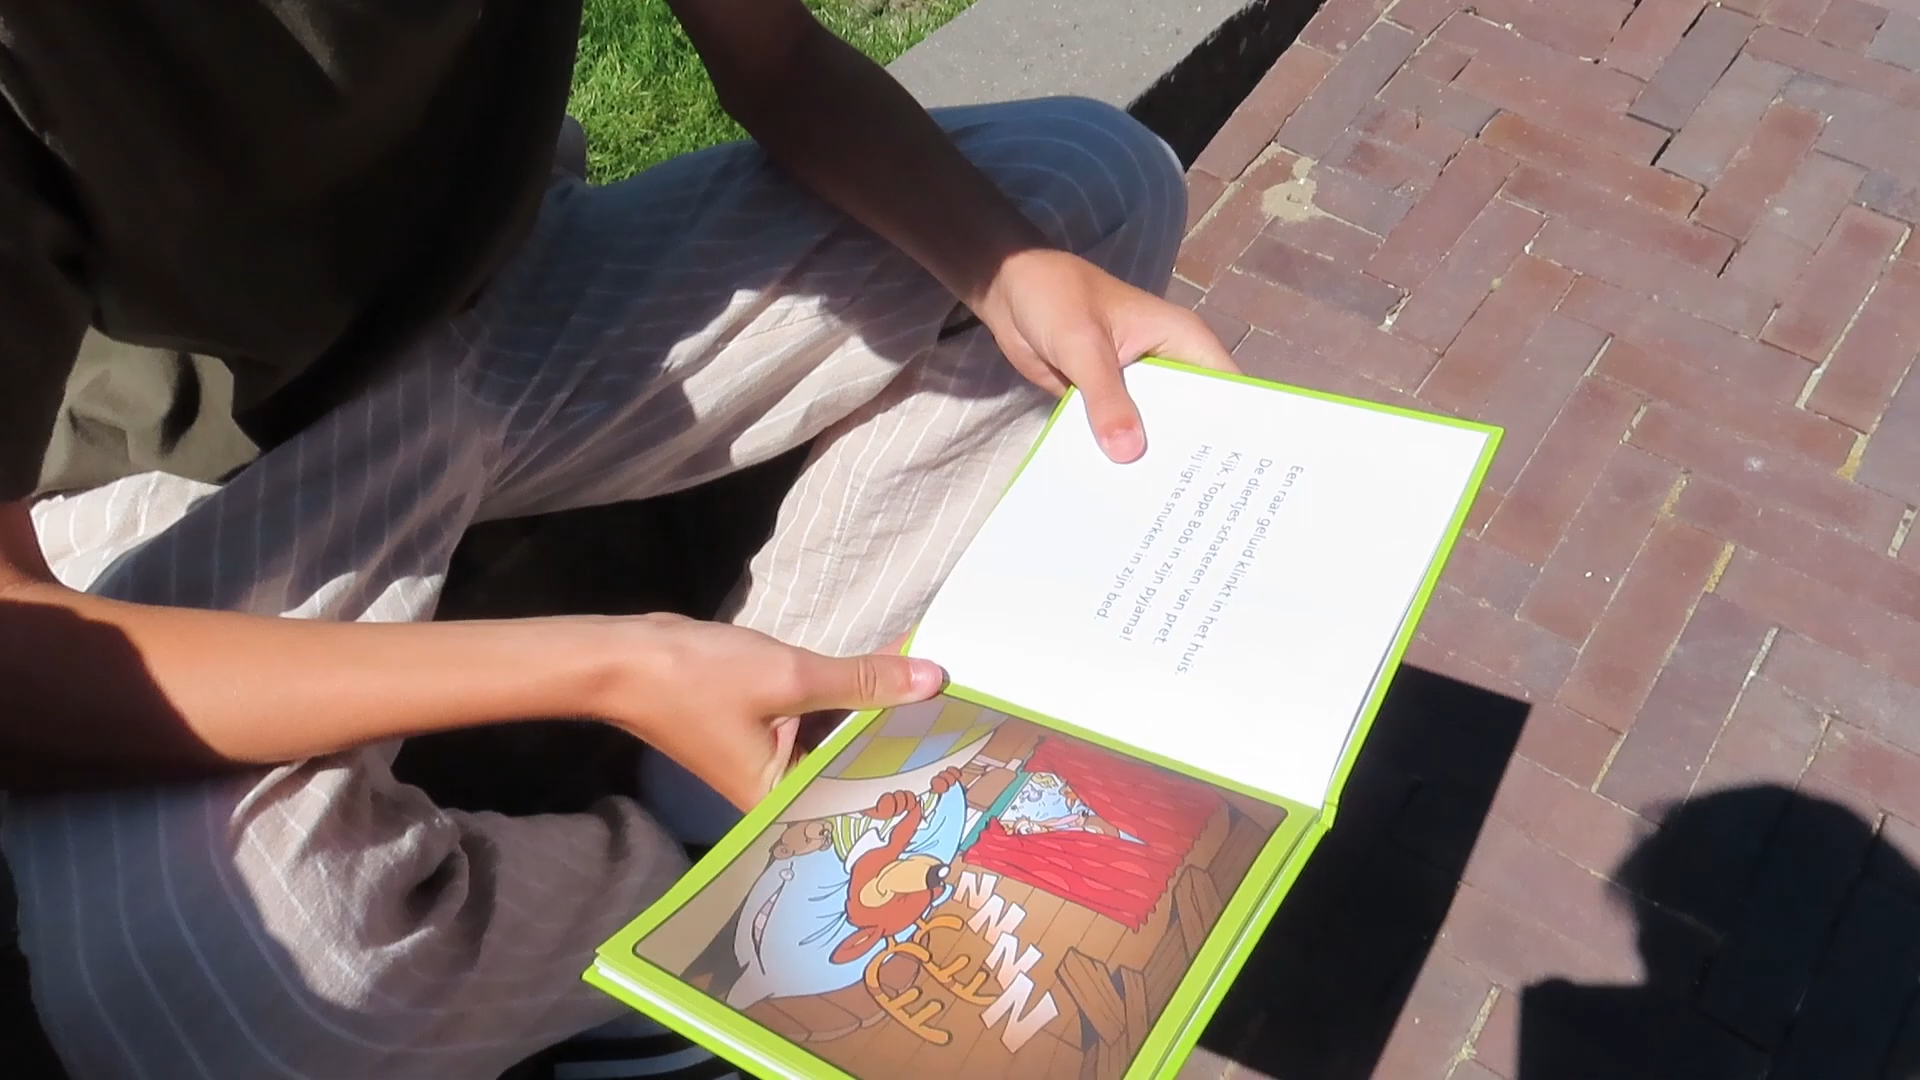 Een raar geluid klinkt in het huis.
De diertjes schateren van pret.
Kijk. Toppe Bob in zijn pyjama!
Hij ligt te snurken in zijn bed.
ZZZZZ